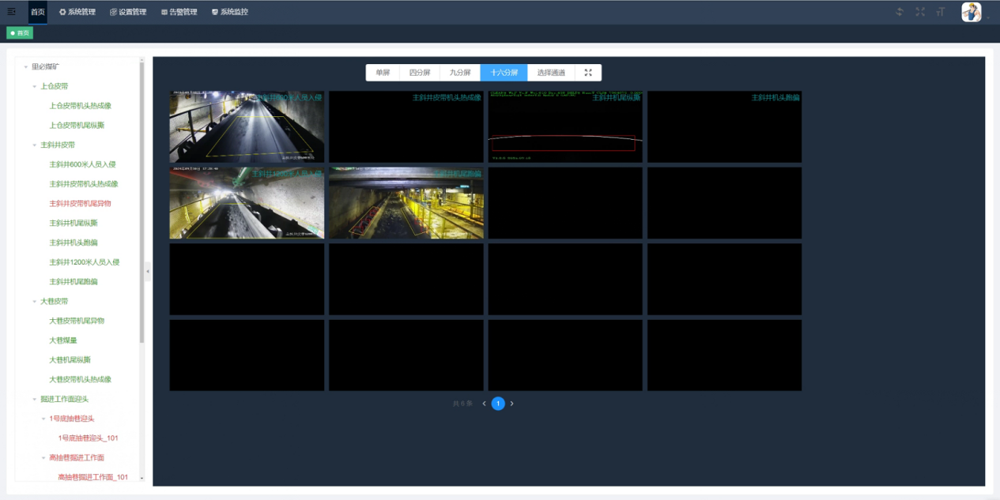 首页
系统管理
设置管理
告警管理
系统监控
首页
里必煤矿
上仓皮带
上仓皮带机头热成像
上仓皮带机尾纵撕
主斜井皮带
主斜井600米人员入侵
主斜井皮带机头热成像
主斜井皮带机尾异物
主斜井机尾纵撕
主斜井机头跑偏
主斜井1200米人员入侵
主斜井机尾跑偏
大巷皮带
大巷皮带机尾异物
大巷煤量
大巷机尾纵撕
大巷皮带机头热成像
掘进工作面迎头
1号底抽巷迎头
1号底抽巷迎头_101
高抽巷掘进工作面
高抽巷掘进工作面_101
单屏
四分屏
九分屏
十六分屏
选择通道
主斜井600米人员入侵
主斜井皮带机头热成像
主斜井机尾纵撕
主斜井机头跑偏
主斜井1200米人员入侵
主斜井机尾跑偏
共 6 条
1